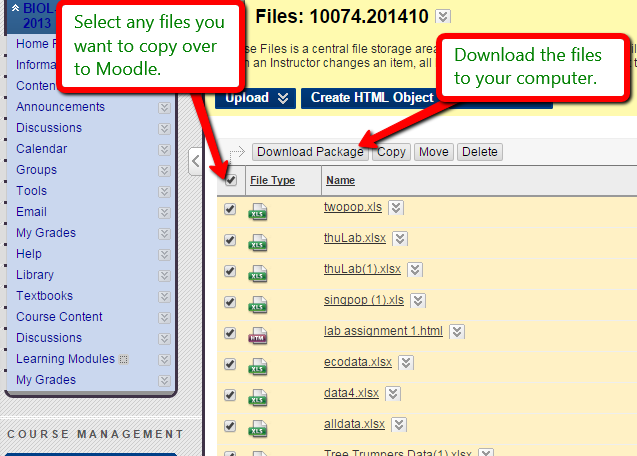 BIOL
2013
Home P
Informa
Conten
Announcements
Discussions
Calendar
Groups
Tools
Email
My Grades
Help
Library
Textbooks
Course Content
Discussions
Learning Modules
My Grades
COURSE MANAGEMENT
Select any files you
want to copy over
to Moodle.
Files: 10074.201410
se Files is a central file storage area
n an Instructor changes an item, all
Download the files
to your computer.
Upload Create HTML Object
Download Package Copy Move Delete
File Type Name
XLS twopop.xls
XLS thuLab.xlsx
XLS thuLab(1).xlsx
XLS singpop (1).xls
HTM lab assignment 1.html
XLS ecodata.xlsx
XLS data4.xlsx
XLS alldata.xlsx
Tree Trumpers Data(1).xlsx